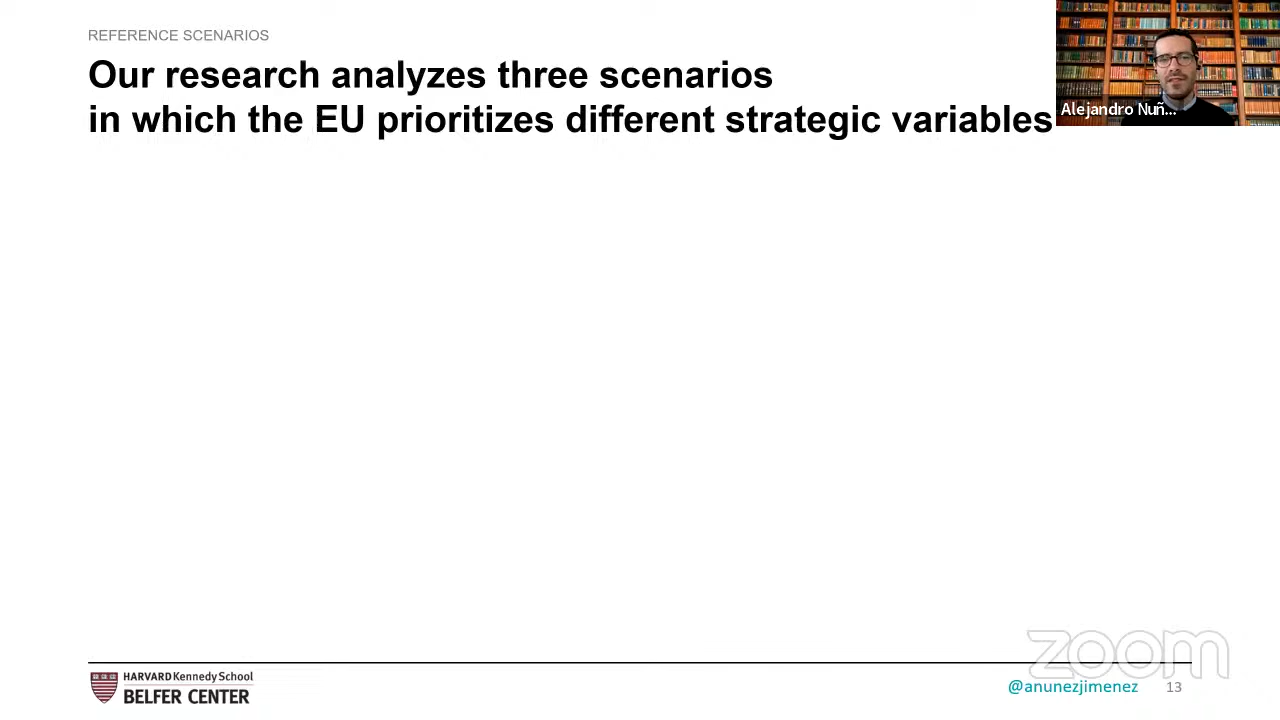 REFERENCE SCENARIOS
Our research analyzes three scenarios
in which the EU prioritizes different strategic variables
Alejandro Nuñ...
zoom
HARVARD Kennedy School
BELFER CENTER
@anunezjimenez
13